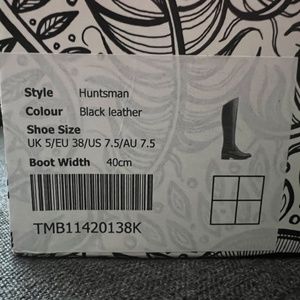 Style Huntsman
Colour Black leather
Shoe Size
UK 5/EU 38/US 7.5/AU 7.5
Boot Width 40cm
TMB11420138K